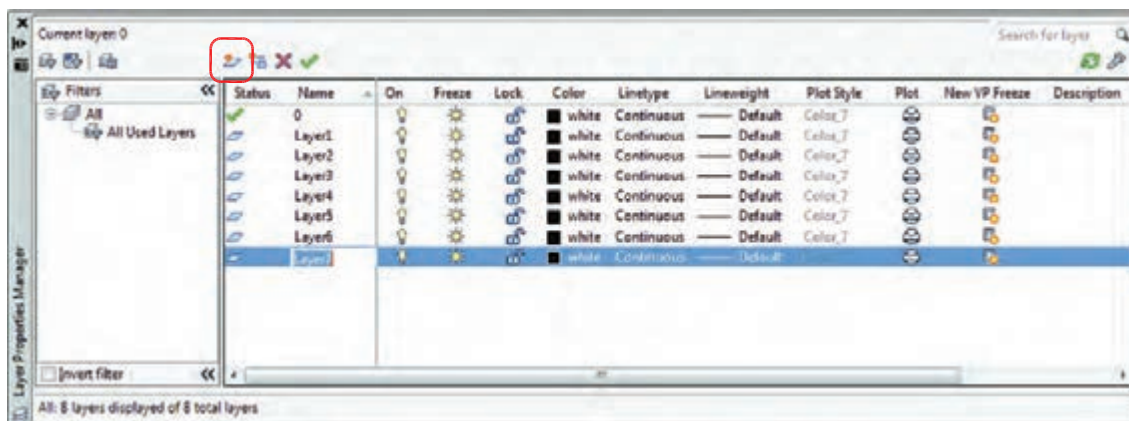 Current layer: 0
Search for layer
Filters
All
All Used Layers
Invert filter
Status Name On Freeze Lock Color Linetype Lineweight Plot Style Plot New VP Freeze Description
0 white Continuous Default Color_7
Layer1 white Continuous Default Color_7
Layer2 white Continuous Default Color_7
Layer3 white Continuous Default Color_7
Layer4 white Continuous Default Color_7
Layer5 white Continuous Default Color_7
Layer6 white Continuous Default Color_7
white Continuous Default
All: 8 layers displayed of 8 total layers
Layer Properties Manager